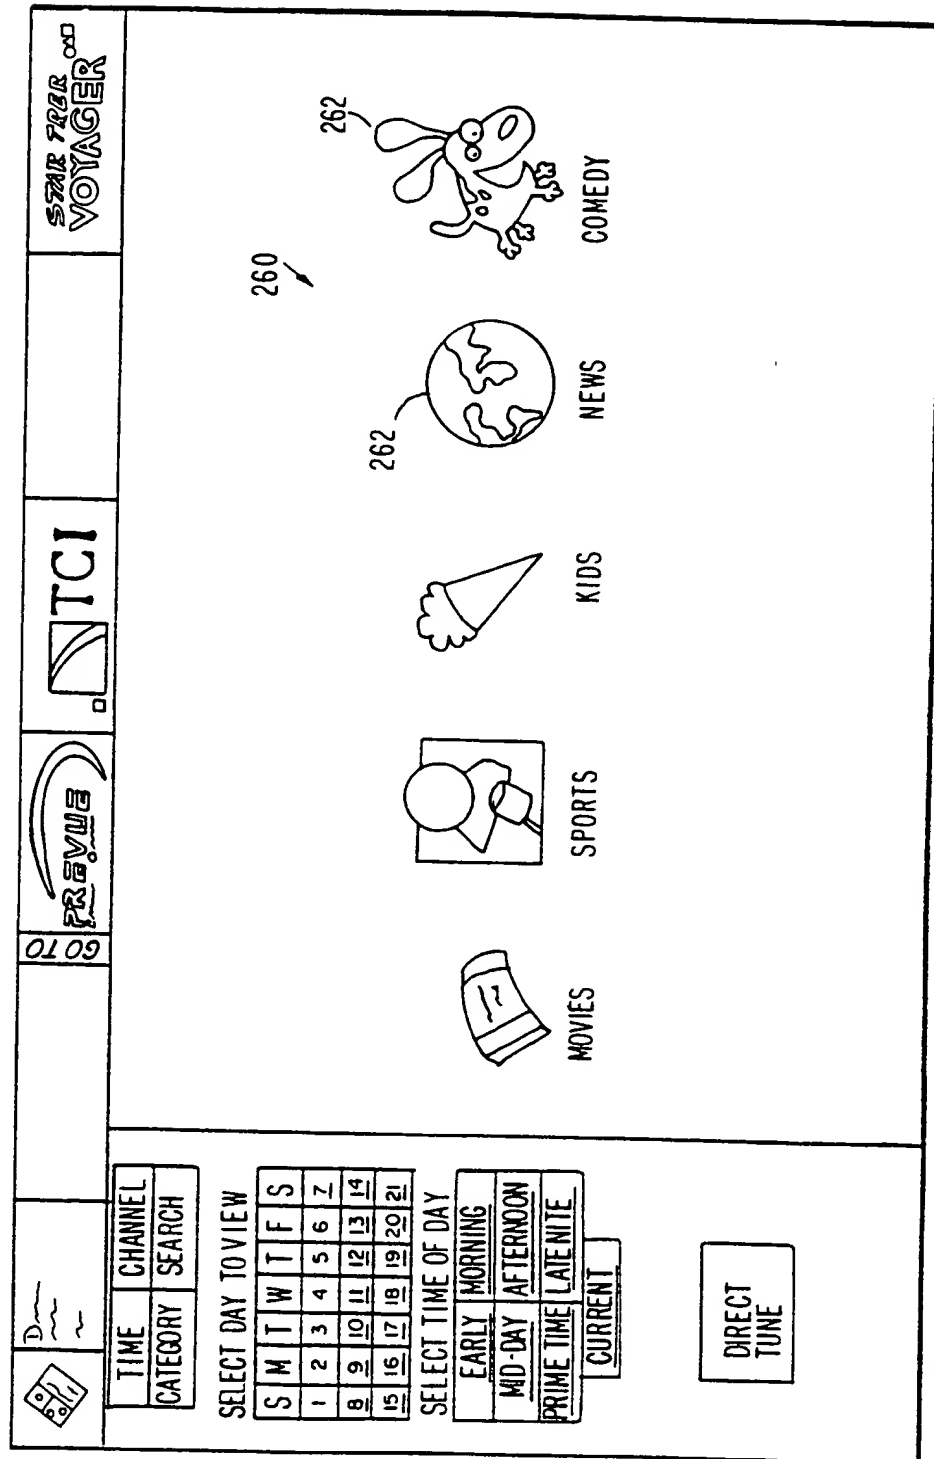 GO TO
PREVUE
TCI
STAR TREK
VOYAGER
TIME CHANNEL
CATEGORY SEARCH
SELECT DAY TO VIEW
S M T W T F S
1 2 3 4 5 6 7
8 9 10 11 12 13 14
15 16 17 18 19 20 21
SELECT TIME OF DAY
EARLY MORNING
MID-DAY AFTERNOON
PRIME TIME LATENITE
CURRENT
DIRECT
TUNE
260
262
262
MOVIES
SPORTS
KIDS
NEWS
COMEDY